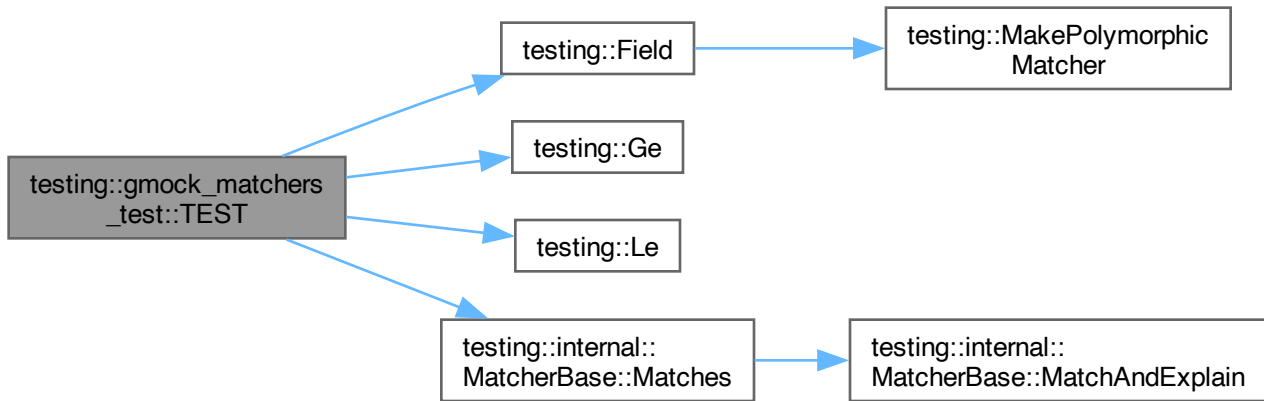 testing::gmock_matchers
_test::TEST
testing::Field
testing::MakePolymorphic
Matcher
testing::Ge
testing::Le
testing::internal::
MatcherBase::Matches
testing::internal::
MatcherBase::MatchAndExplain